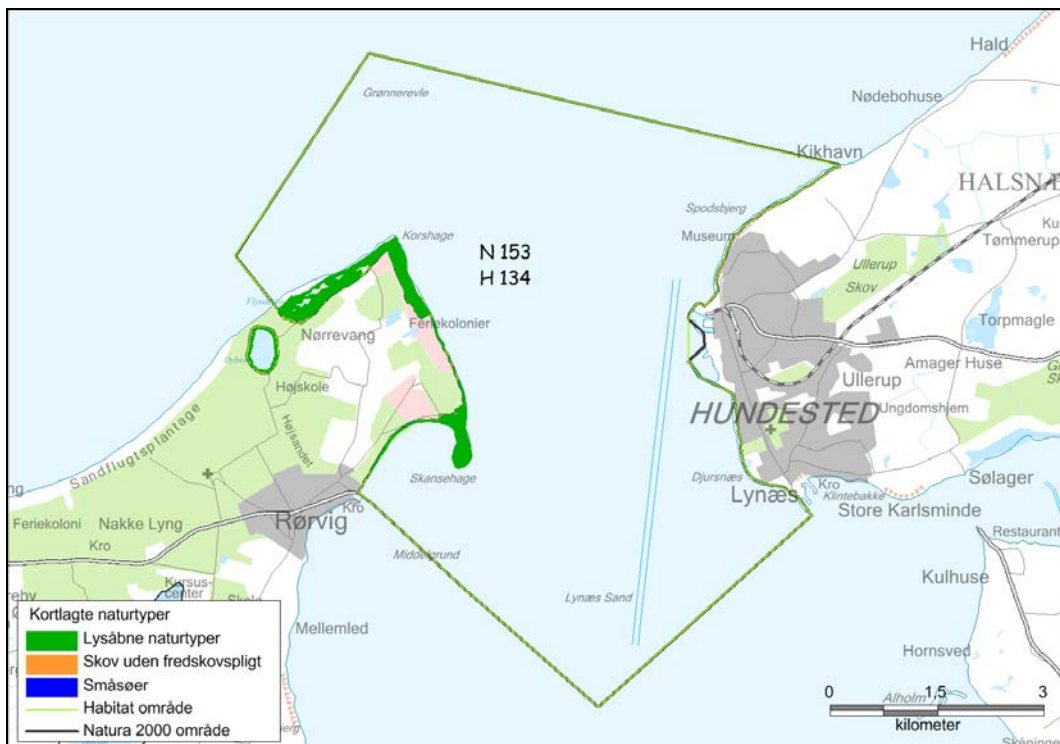 Hald
Grønnerevle
Nødebohuse
Kikhavn
HALSN
Spodsbjerg
Museum
Tømmerup
Korshage
N 153
H 134
Ullerup
Skov
Torpmagle
Nørrevang
Feriekolonier
Amager Huse
Højskole
Ullerup
Ungdomshjem
HUNDESTED
Højsandet
Sandflugtsplantage
Skansehage
Djursnæs
Lynæs
Kro
Klintebakke
Sølager
Store Karlsminde
Feriekoloni
Nakke Lyng
Rørvig
Kro
Kro
Restaurant
Middelgrund
Kulhuse
Kursus-
center
Lynæs Sand
Mellemled
Hornsved
Kortlagte naturtyper
Lysåbne naturtyper
Skov uden fredskovspligt
Småsøer
Habitat område
Natura 2000 område
0 1,5 3
kilometer
Alholm